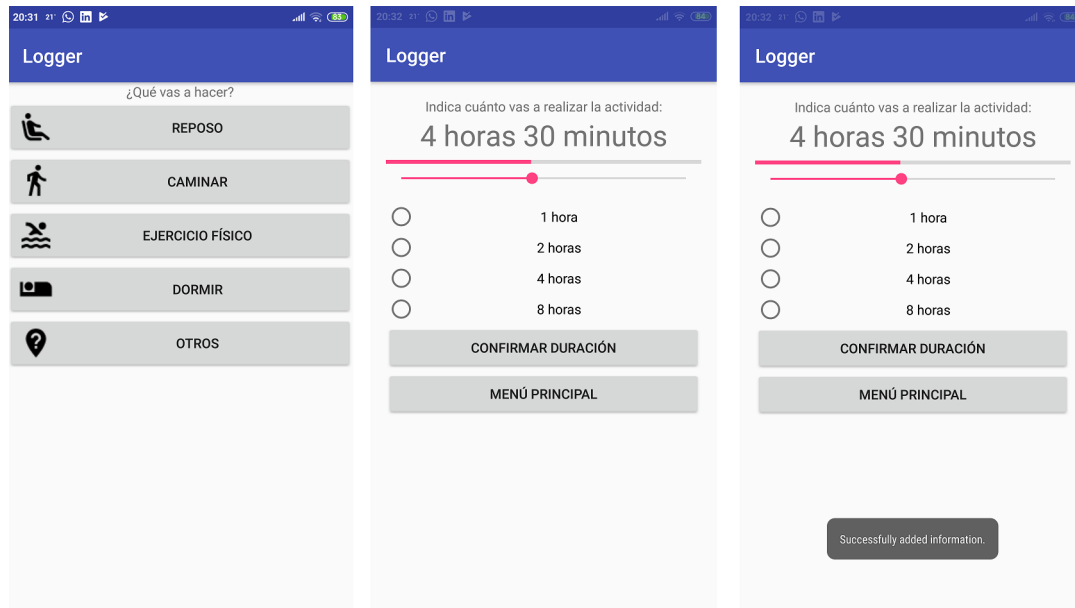 20:31 21° 83
Logger
¿Qué vas a hacer?
REPOSO
CAMINAR
EJERCICIO FÍSICO
DORMIR
OTROS
20:32 21° 84
Logger
Indica cuánto vas a realizar la actividad:
4 horas 30 minutos
1 hora
2 horas
4 horas
8 horas
CONFIRMAR DURACIÓN
MENÚ PRINCIPAL
20:32 21° 84
Logger
Indica cuánto vas a realizar la actividad:
4 horas 30 minutos
1 hora
2 horas
4 horas
8 horas
CONFIRMAR DURACIÓN
MENÚ PRINCIPAL
Successfully added information.